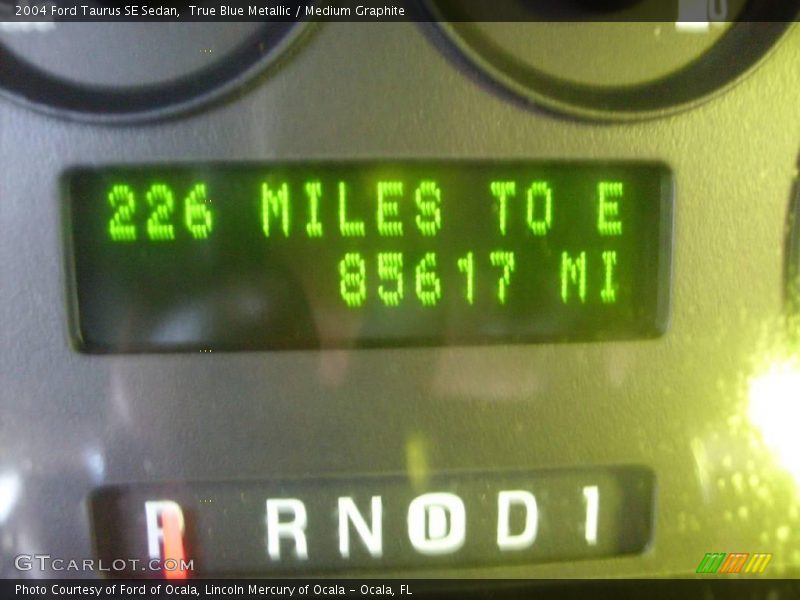 2004 Ford Taurus SE Sedan,  True Blue Metallic / Medium Graphite
226 MILES TO E
85617 MI
P R N D D 1
GTCARLOT.COM
Photo Courtesy of Ford of Ocala, Lincoln Mercury of Ocala - Ocala, FL